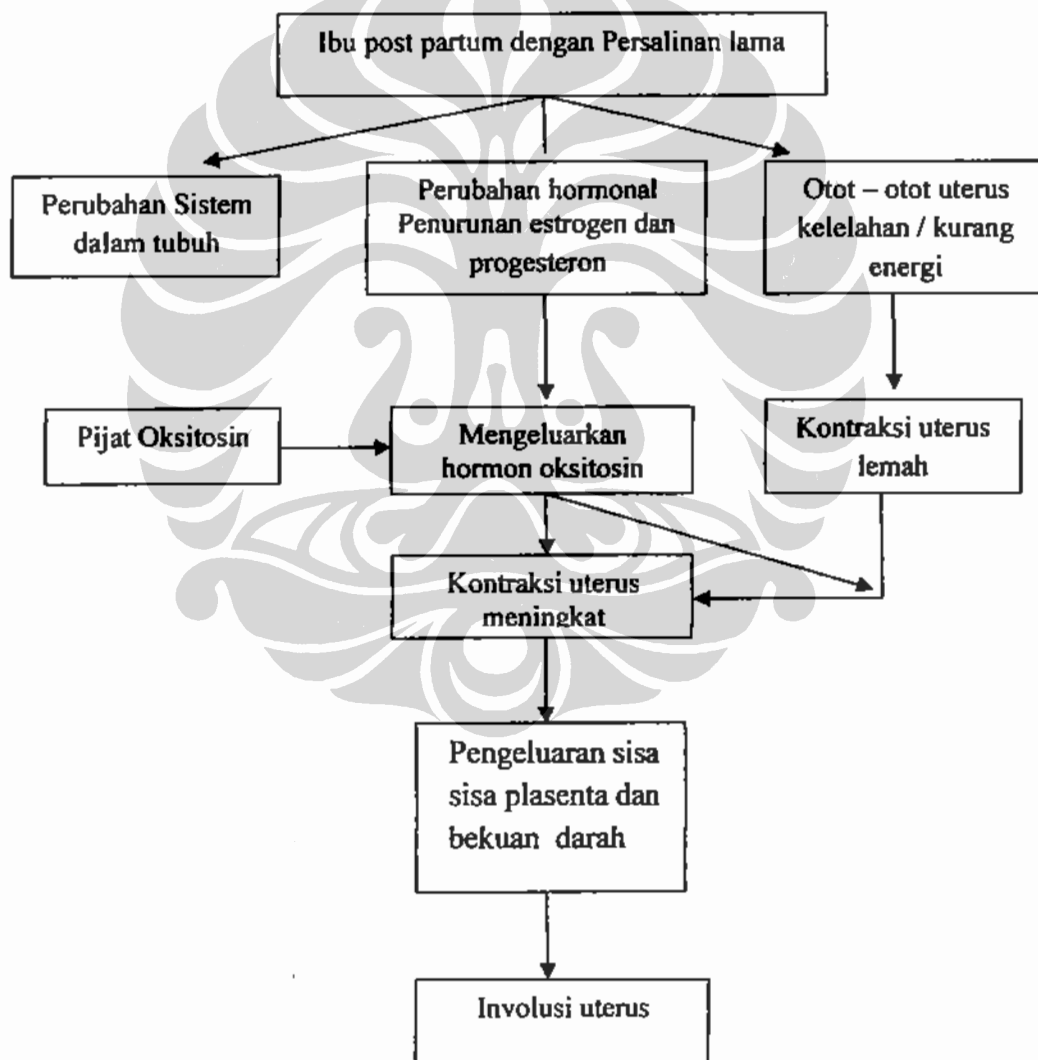 Ibu post partum dengan Persalinan lama
Perubahan Sistem
dalam tubuh
Perubahan hormonal
Penurunan estrogen dan
progesteron
Otot – otot uterus
kelelahan / kurang
energi
Pijat Oksitosin
Mengeluarkan
hormon oksitosin
Kontraksi uterus
lemah
Kontraksi uterus
meningkat
Pengeluaran sisa
sisa plasenta dan
bekuan darah
Involusi uterus